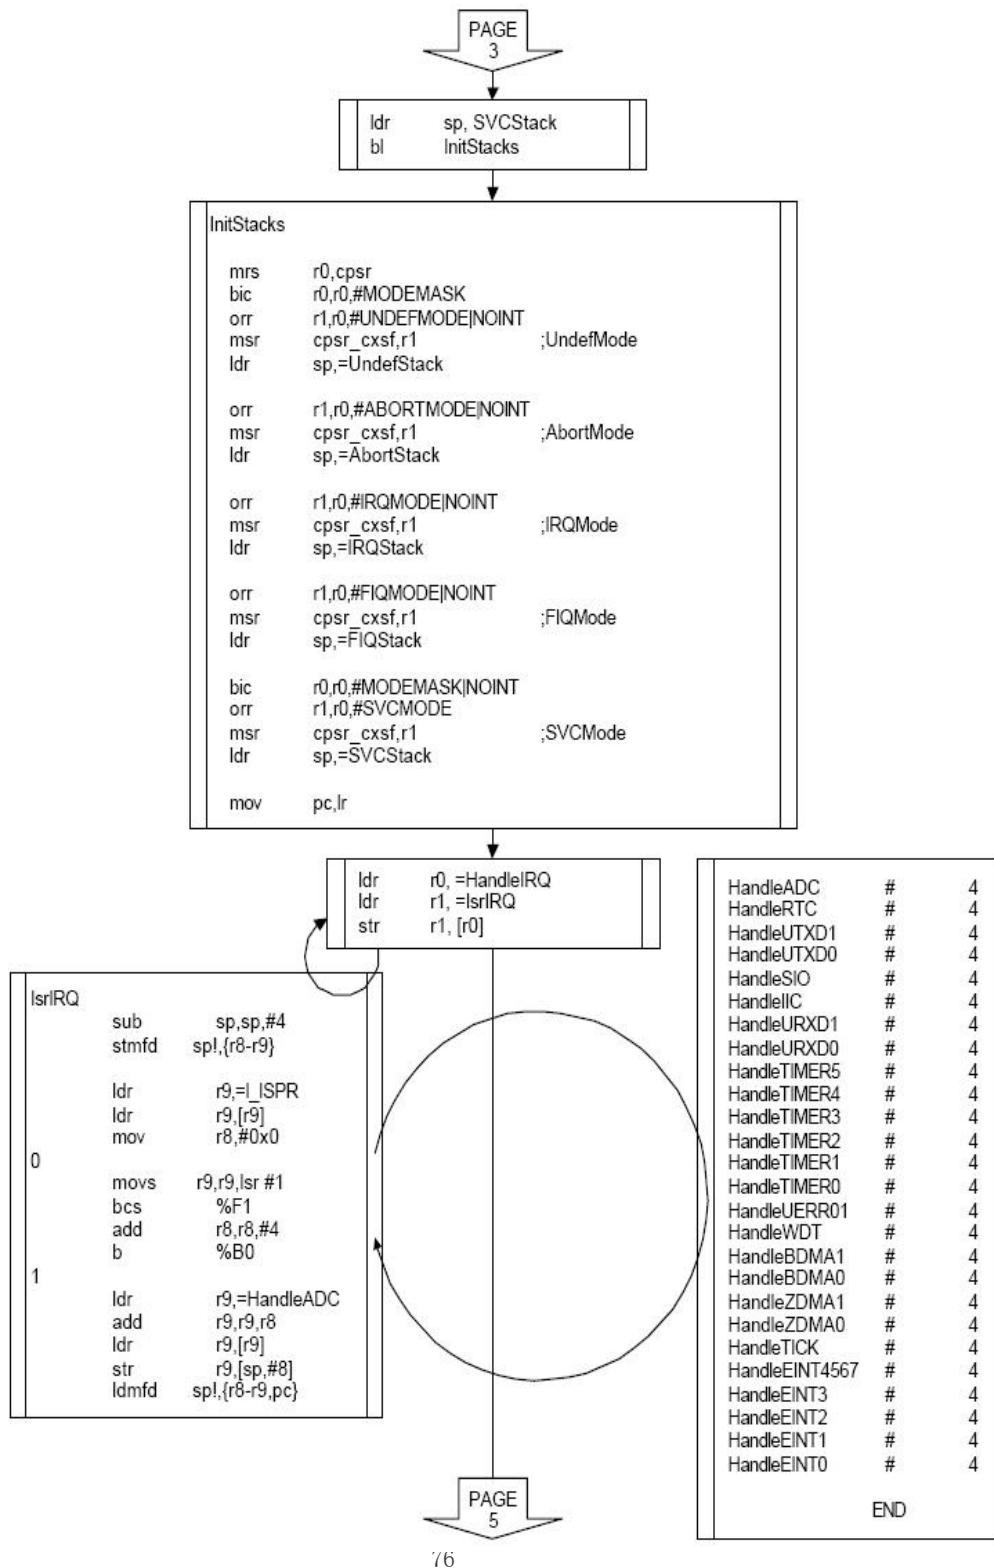 PAGE
3
ldr sp, SVCStack
bl InitStacks
InitStacks
mrs r0,cpsr
bic r0,r0,#MODEMASK
orr r1,r0,#UNDEFMODE|NOINT
msr cpsr_cxsf,r1 ;UndefMode
ldr sp,=UndefStack
orr r1,r0,#ABORTMODE|NOINT
msr cpsr_cxsf,r1 ;AbortMode
ldr sp,=AbortStack
orr r1,r0,#IRQMODE|NOINT
msr cpsr_cxsf,r1 ;IRQMode
ldr sp,=IRQStack
orr r1,r0,#FIQMODE|NOINT
msr cpsr_cxsf,r1 ;FIQMode
ldr sp,=FIQStack
bic r0,r0,#MODEMASK|NOINT
orr r1,r0,#SVCMODE
msr cpsr_cxsf,r1 ;SVCMode
ldr sp,=SVCStack
mov pc,lr
ldr r0, =HandleIRQ
ldr r1, =IsrIRQ
str r1, [r0]
IsrIRQ
sub sp,sp,#4
stmfd sp!,{r8-r9}
ldr r9,=I_ISPR
ldr r9,[r9]
mov r8,#0x0
0
movs r9,r9,lsr #1
bcs %F1
add r8,r8,#4
b %B0
1
ldr r9,=HandleADC
add r9,r9,r8
ldr r9,[r9]
str r9,[sp,#8]
ldmfd sp!,{r8-r9,pc}
HandleADC # 4
HandleRTC # 4
HandleUTXD1 # 4
HandleUTXD0 # 4
HandleSIO # 4
HandleIIC # 4
HandleURXD1 # 4
HandleURXD0 # 4
HandleTIMER5 # 4
HandleTIMER4 # 4
HandleTIMER3 # 4
HandleTIMER2 # 4
HandleTIMER1 # 4
HandleTIMER0 # 4
HandleUERR01 # 4
HandleWDT # 4
HandleBDMA1 # 4
HandleBDMA0 # 4
HandleZDMA1 # 4
HandleZDMA0 # 4
HandleTICK # 4
HandleEINT4567 # 4
HandleEINT3 # 4
HandleEINT2 # 4
HandleEINT1 # 4
HandleEINT0 # 4
END
PAGE
5
76